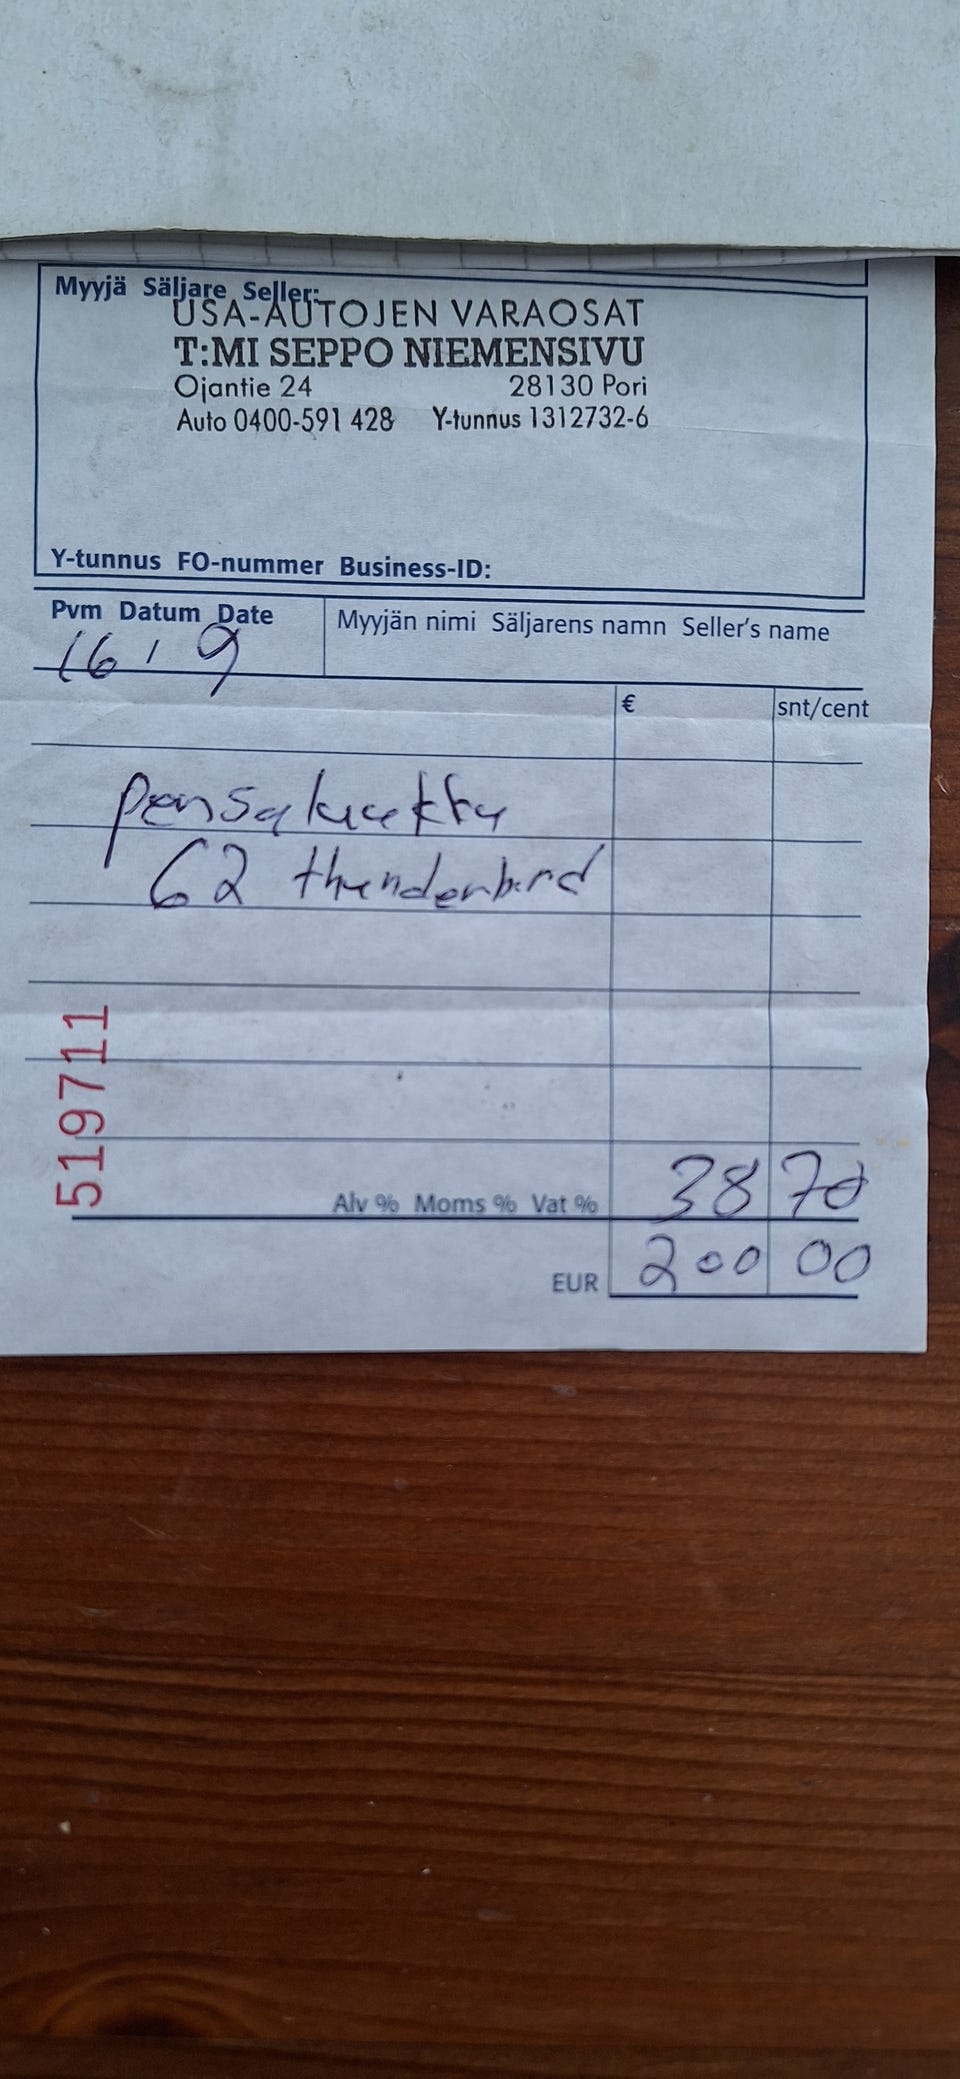 Myyjä Säljare Seller:
USA-AUTOJEN VARAOSAT
T:MI SEPPO NIEMENSIVU
Ojantie 24 28130 Pori
Auto 0400-591 428 Y-tunnus 1312732-6
Y-tunnus FO-nummer Business-ID:
Pvm Datum Date
16 / 9
Myyjän nimi Säljarens namn Seller's name
€ snt/cent
pensalukku
62 thunderbird
519711
Alv % Moms % Vat % 38 70
EUR 200 00